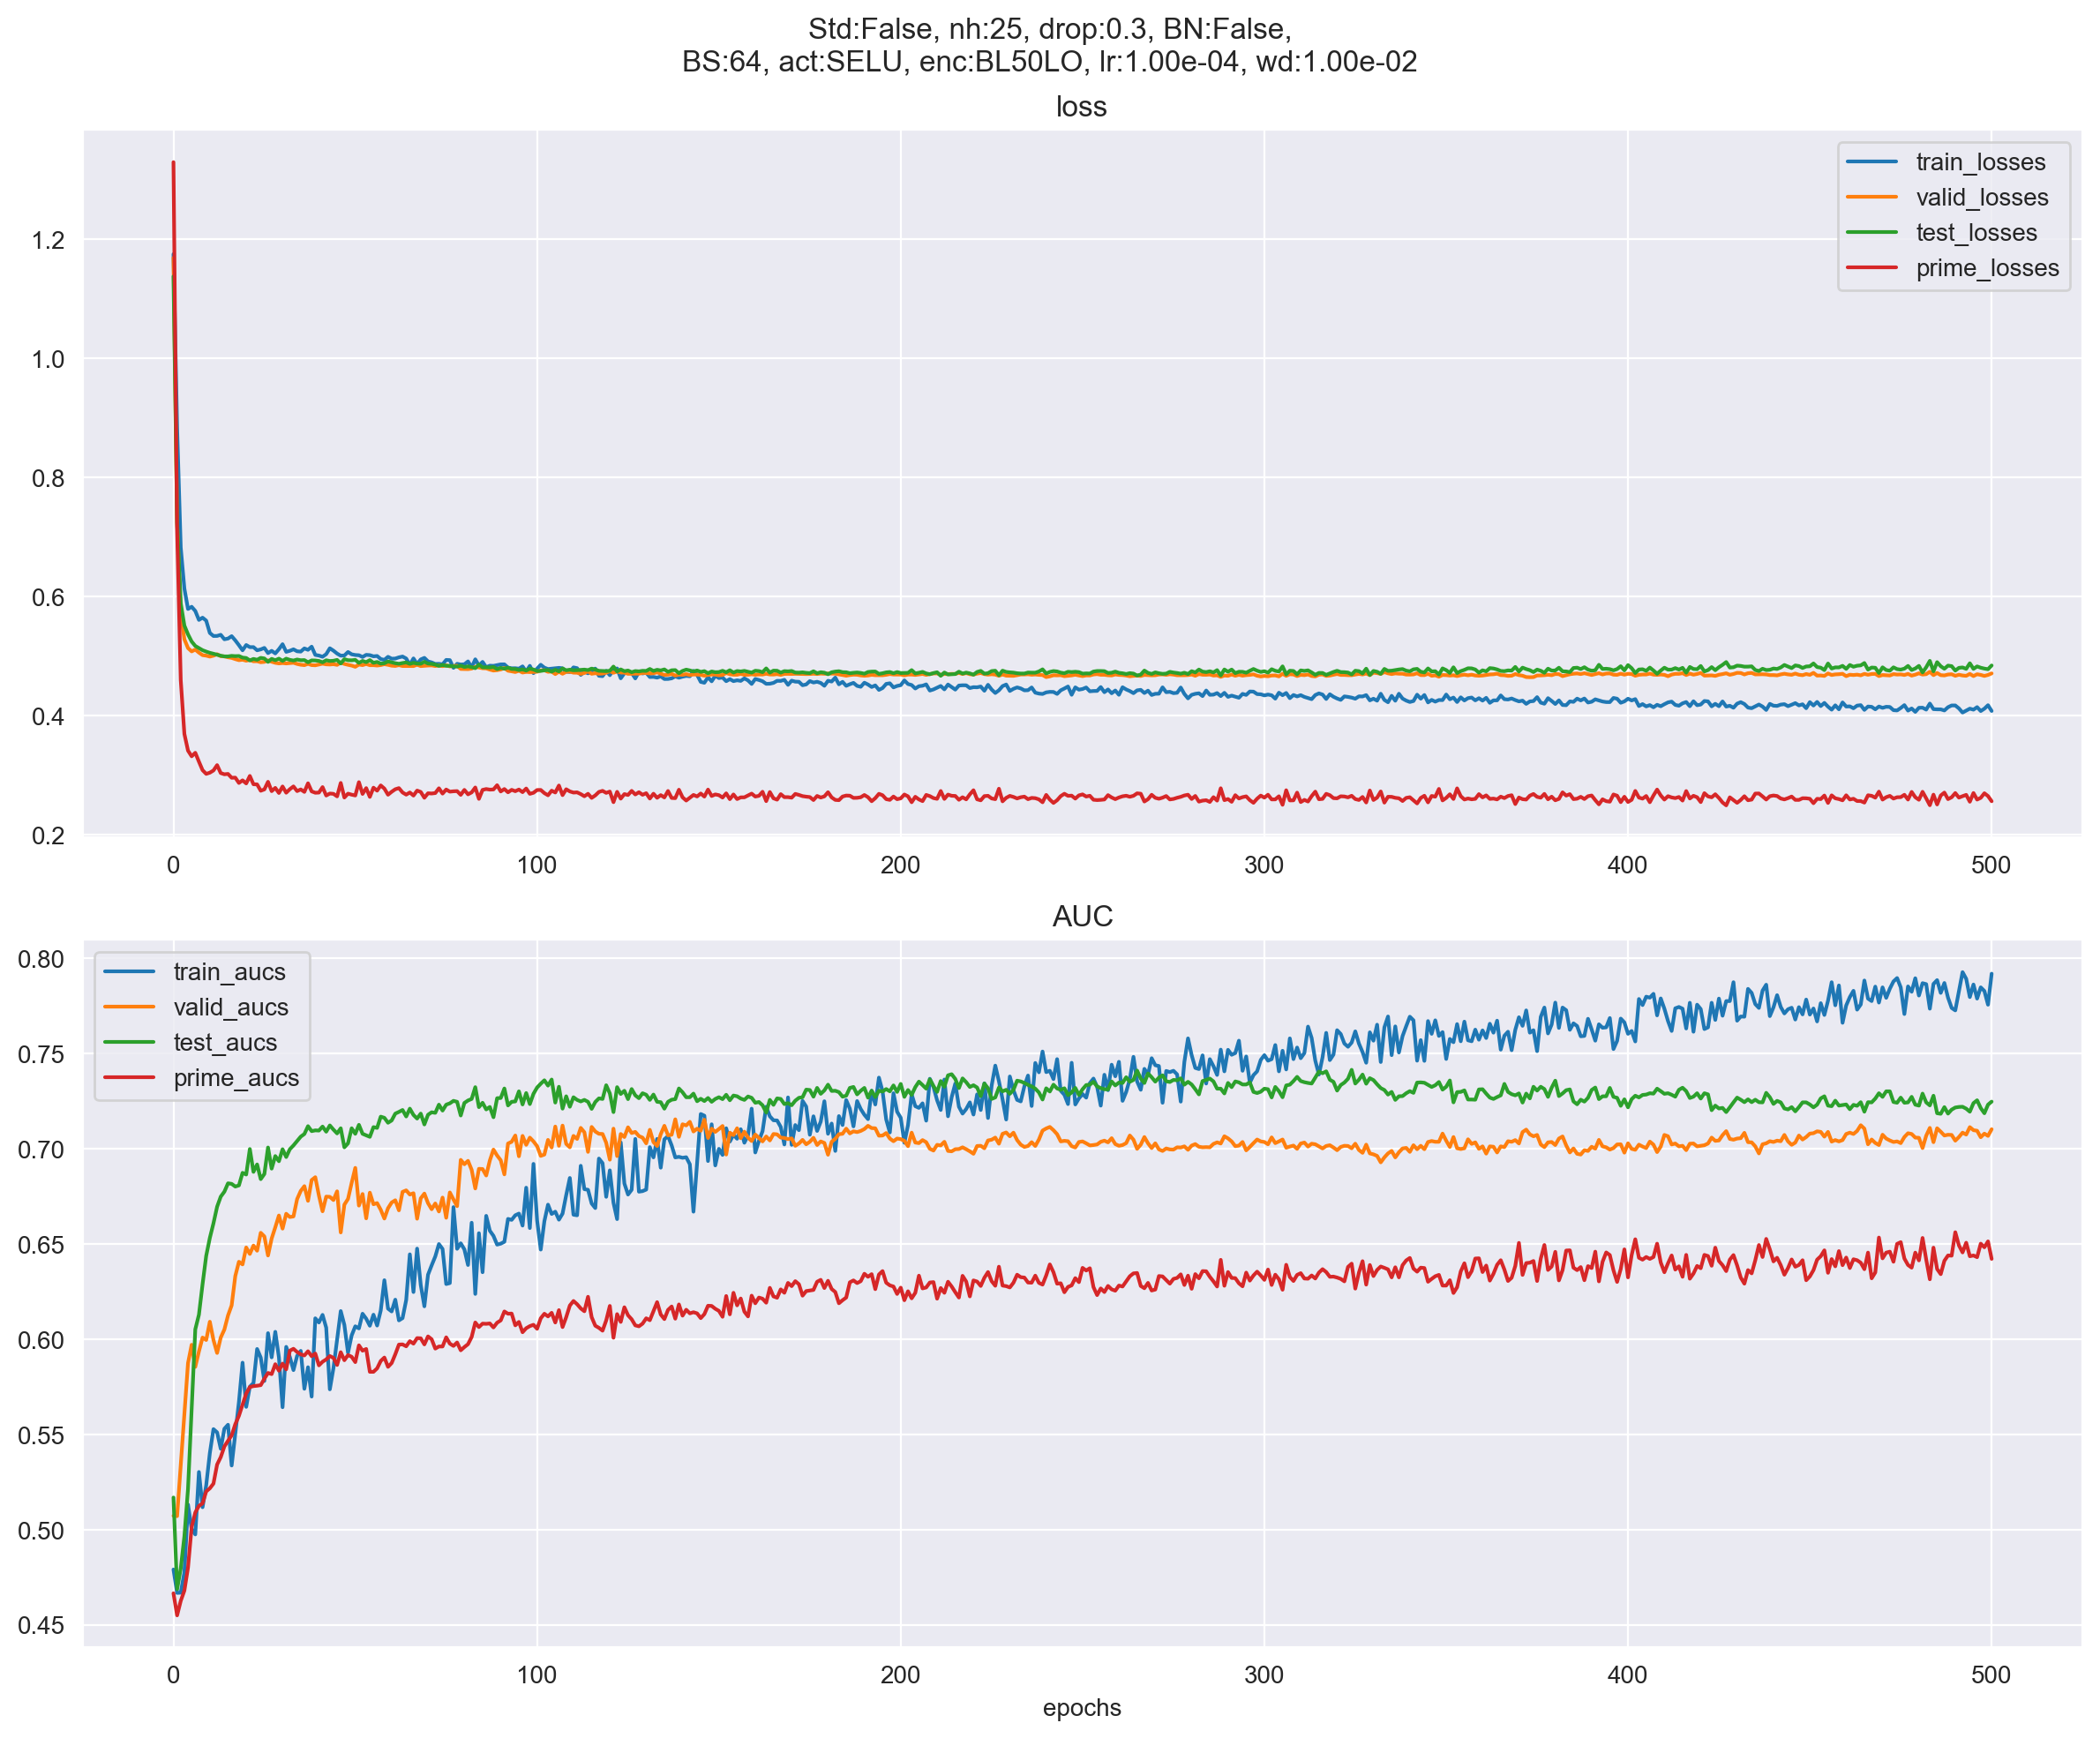 Std:False, nh:25, drop:0.3, BN:False,
BS:64, act:SELU, enc:BL50LO, lr:1.00e-04, wd:1.00e-02
loss
train_losses
valid_losses
test_losses
prime_losses
1.2
1.0
0.8
0.6
0.4
0.2
0 100 200 300 400 500
AUC
train_aucs
valid_aucs
test_aucs
prime_aucs
0.80
0.75
0.70
0.65
0.60
0.55
0.50
0.45
0 100 200 300 400 500
epochs